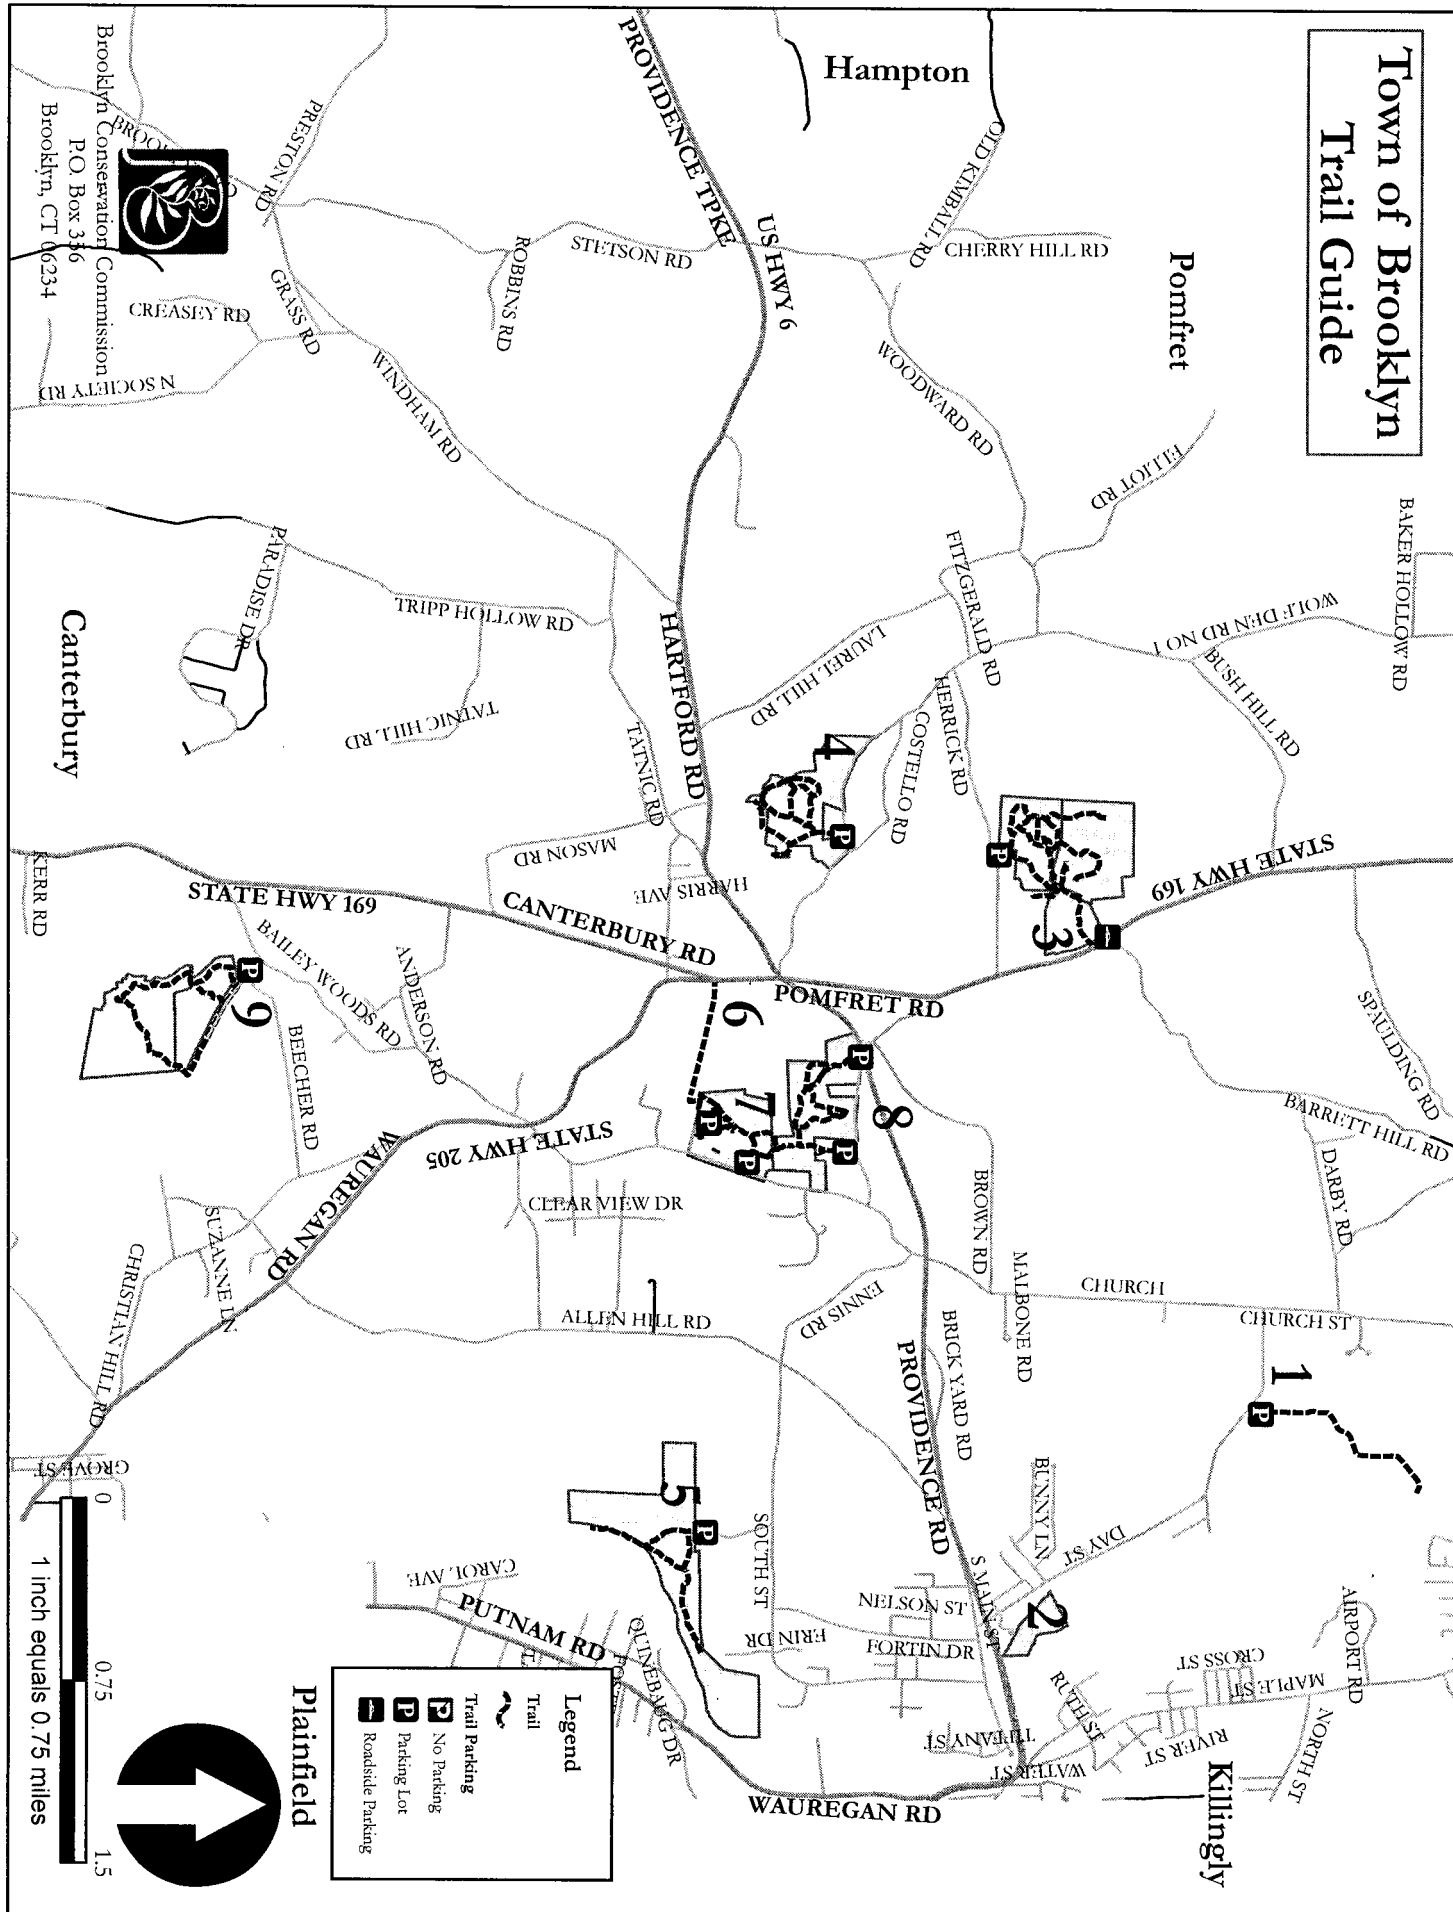 Town of Brooklyn
Trail Guide
Hampton
Pomfret
Canterbury
Plainfield
Killingly
PROVIDENCE TPKE
US HWY 6
OLD KIMBALL RD
CHERRY HILL RD
PRESTON RD
STETSON RD
ROBBINS RD
GRASS RD
CREASEY RD
N SOCIETY RD
WINDHAM RD
WOODWARD RD
ELLIOT RD
BAKER HOLLOW RD
WOLF DEN RD NO 1
BUSH HILL RD
FITZGERALD RD
LAUREL HILL RD
HERRICK RD
COSTELLO RD
PARADISE DR
TRIPP HOLLOW RD
TATNIC HILL RD
TATNIC RD
HARTFORD RD
MASON RD
HARRIS AVE
STATE HWY 169
STATE HWY 169
KERR RD
CANTERBURY RD
POMFRET RD
BAILEY WOODS RD
ANDERSON RD
BEECHER RD
STATE HWY 205
WAUREGAN RD
SPAULDING RD
BARRETT HILL RD
DARBY RD
BROWN RD
MALBONE RD
CHURCH
CHURCH ST
CLEAR VIEW DR
SUZANNE LN
CHRISTIAN HILL RD
ALLEN HILL RD
ENNIS RD
BRICK YARD RD
PROVIDENCE RD
GROVE ST
BUNNY LN
DAY ST
S MAIN ST
NELSON ST
FORTIN DR
ERIN DR
SOUTH ST
CAROL AVE
PUTNAM RD
QUINEBAUG DR
TIFFANY ST
WATER ST
RUTH ST
RIVER ST
CROSS ST
MAPLE ST
AIRPORT RD
NORTH ST
WAUREGAN RD
1
2
3
4
5
6
7
8
9
P
P
P
P
P
P
P
P
P
Legend
Trail
Trail Parking
P No Parking
P Parking Lot
Roadside Parking
0 0.75 1.5
1 inch equals 0.75 miles
Brooklyn Conservation Commission
P.O. Box 356
Brooklyn, CT 06234